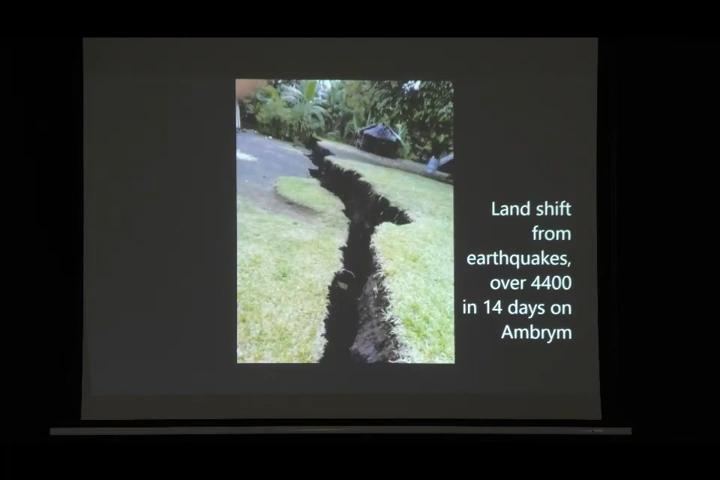 Land shift
from
earthquakes,
over 4400
in 14 days on
Ambrym